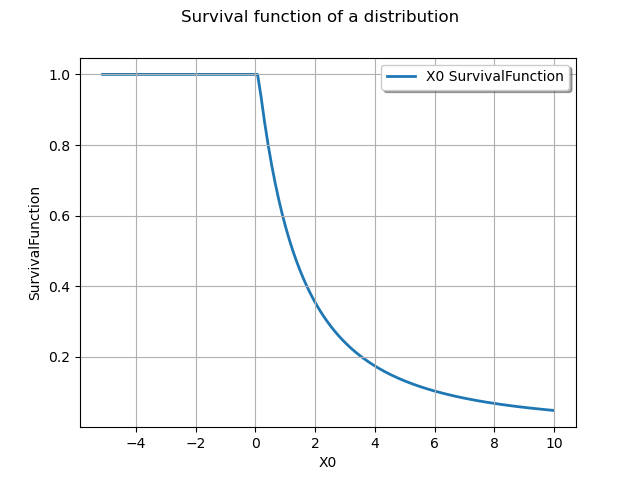 Survival function of a distribution
X0 SurvivalFunction
SurvivalFunction
1.0
0.8
0.6
0.4
0.2
−4 −2 0 2 4 6 8 10
X0